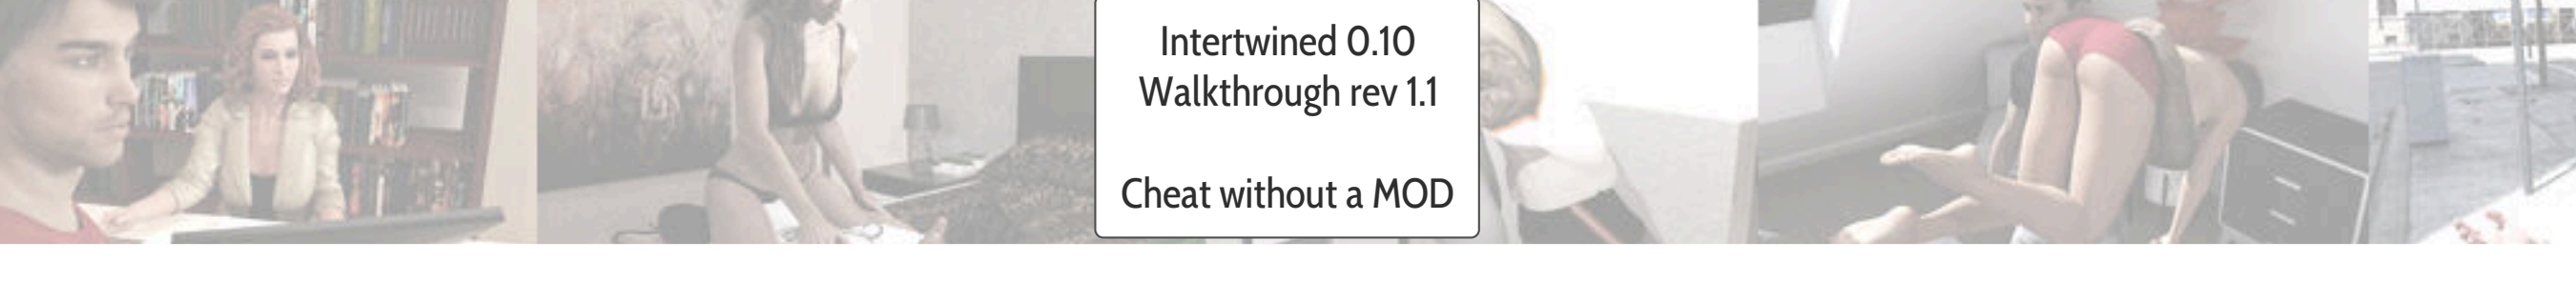 Intertwined 0.10
Walkthrough rev 1.1
Cheat without a MOD